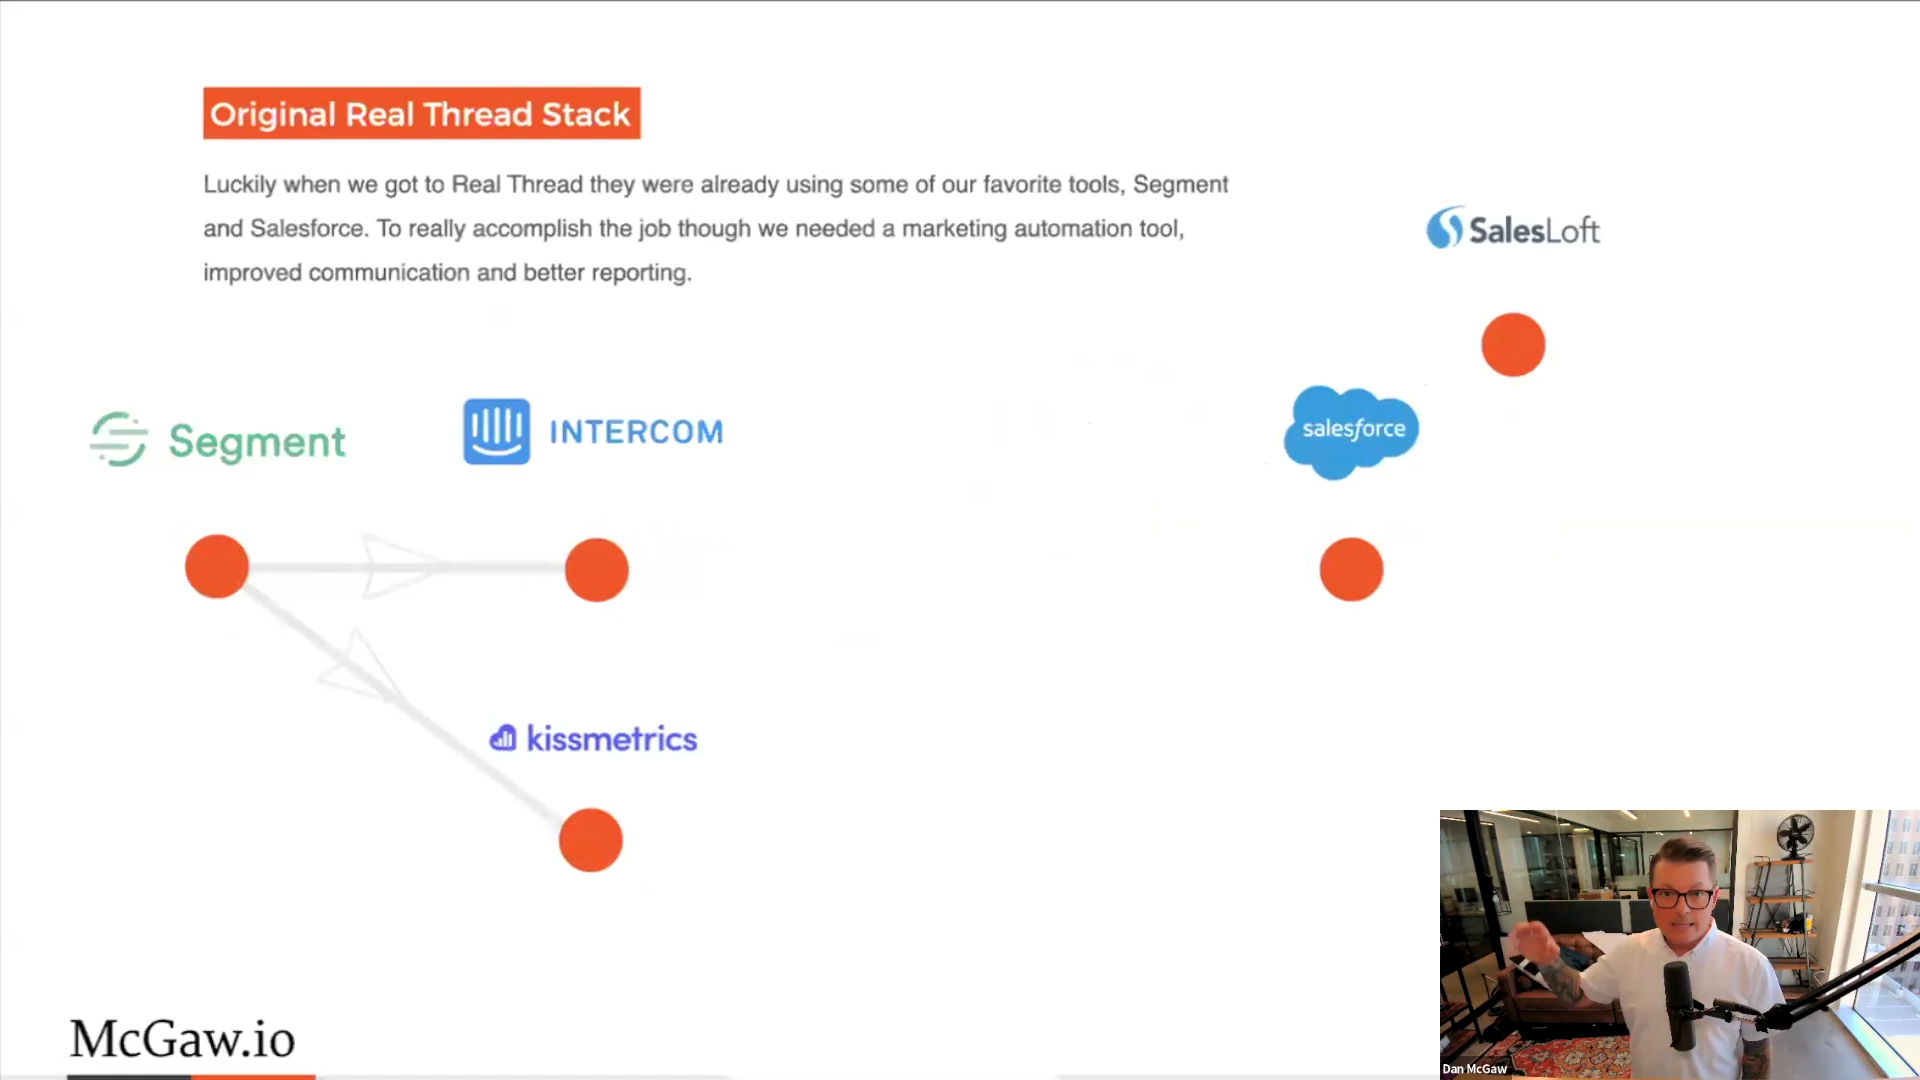 Original Real Thread Stack
Luckily when we got to Real Thread they were already using some of our favorite tools, Segment
and Salesforce. To really accomplish the job though we needed a marketing automation tool,
improved communication and better reporting.
SalesLoft
Segment
INTERCOM
salesforce
kissmetrics
McGaw.io
Dan McGaw